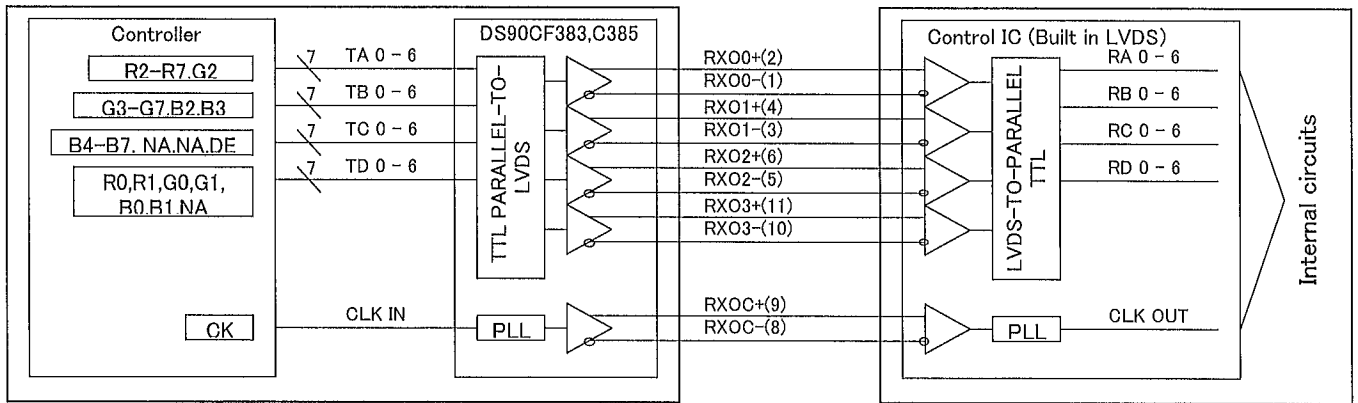 Controller
R2-R7.G2
G3-G7.B2.B3
B4-B7. NA.NA.DE
R0,R1,G0,G1,
B0.B1.NA
CK
7
TA 0 - 6
7
TB 0 - 6
7
TC 0 - 6
7
TD 0 - 6
CLK IN
DS90CF383,C385
TTL PARALLEL-TO-
LVDS
PLL
RXO0+(2)
RXO0-(1)
RXO1+(4)
RXO1-(3)
RXO2+(6)
RXO2-(5)
RXO3+(11)
RXO3-(10)
RXOC+(9)
RXOC-(8)
Control IC (Built in LVDS)
LVDS-TO-PARALLEL
TTL
PLL
RA 0 - 6
RB 0 - 6
RC 0 - 6
RD 0 - 6
CLK OUT
Internal circuits